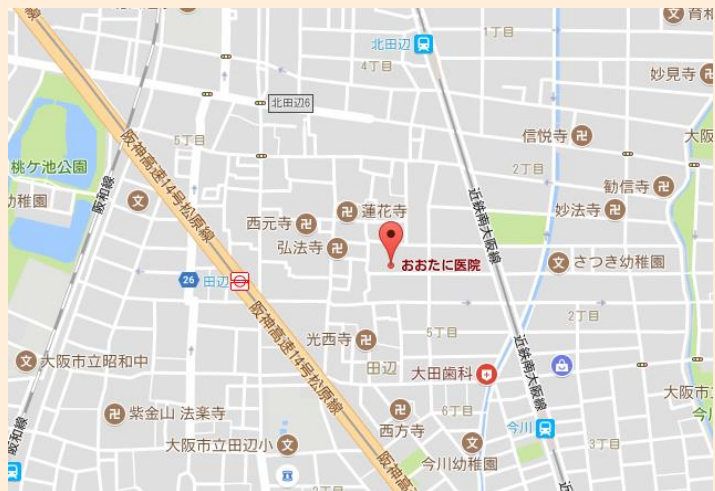 1丁目
北田辺
4丁目
妙見寺
北田辺6
信悦寺
5丁目
阪神高速14号松原線
桃ケ池公園
2丁目
大阪
勧信寺
幼稚園
阪和線
近鉄南大阪線
蓮花寺
妙法寺
西元寺
弘法寺
おおたに医院
さつき幼稚園
26
田辺
阪神高速14号松原線
2丁目
5丁目
光西寺
近鉄南大阪線
大阪市立昭和中
田辺
大田歯科
大阪市
紫金山 法楽寺
6丁目
今川
西方寺
今川
阪和線
大阪市立田辺小
3丁目
今川幼稚園
阪神高速
近